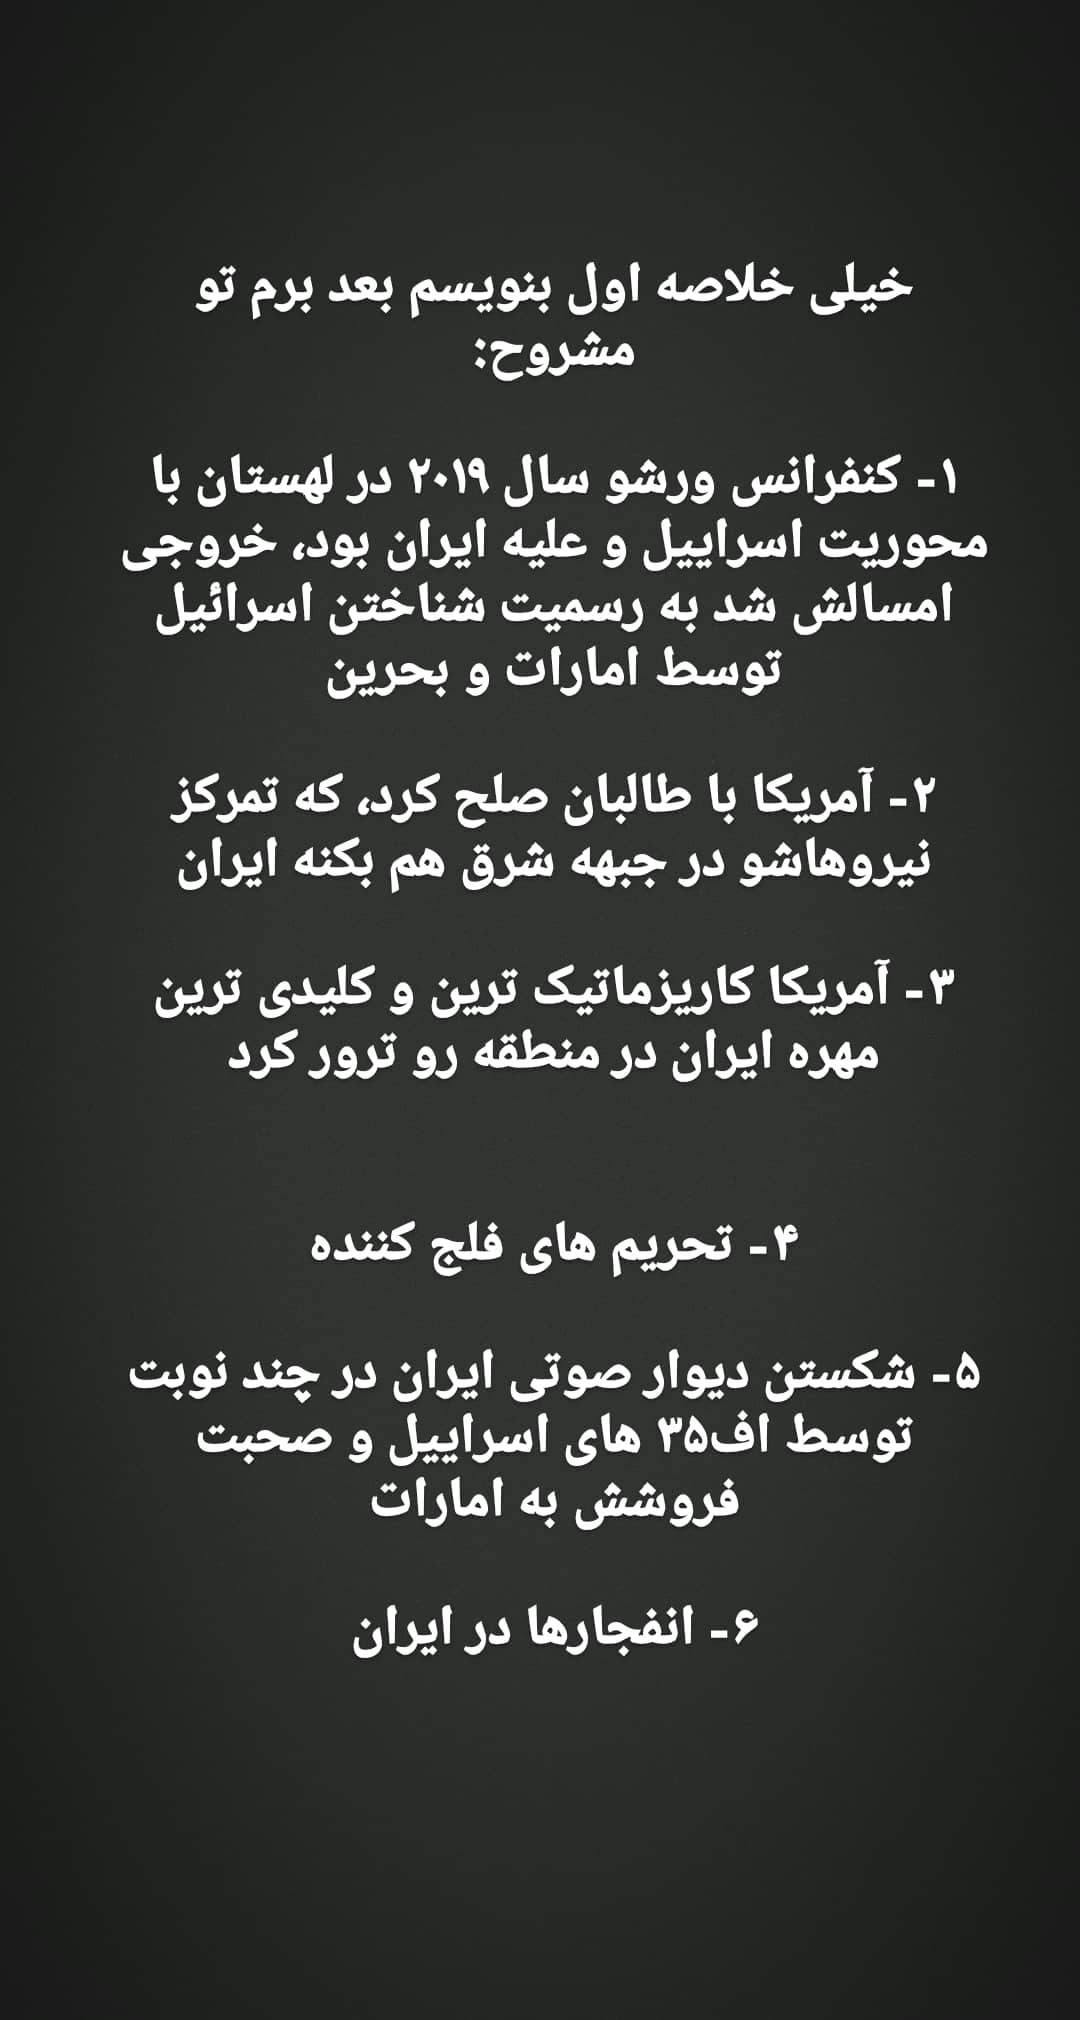 خیلی خلاصه اول بنویسم بعد برم تو
مشروح:
۱- کنفرانس ورشو سال ۲۰۱۹ در لهستان با
محوریت اسراییل و علیه ایران بود، خروجی
امسالش شد به رسمیت شناختن اسرائیل
توسط امارات و بحرین
۲- آمریکا با طالبان صلح کرد، که تمرکز
نیروهاشو در جبهه شرق هم بکنه ایران
۳- آمریکا کاریزماتیک ترین و کلیدی ترین
مهره ایران در منطقه رو ترور کرد
۴- تحریم های فلج کننده
۵- شکستن دیوار صوتی ایران در چند نوبت
توسط اف۳۵ های اسراییل و صحبت
فروشش به امارات
۶- انفجارها در ایران